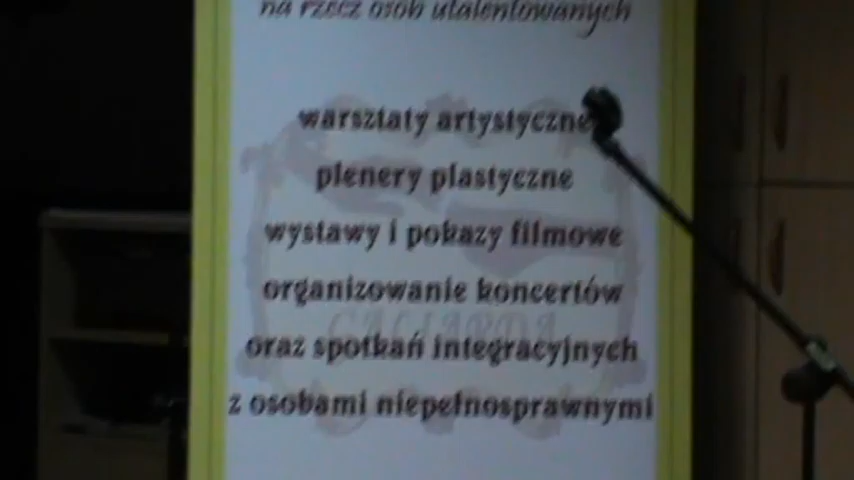 na rzecz osób utalentowanych
warsztaty artystyczne
plenery plastyczne
wystawy i pokazy filmowe
organizowanie koncertów
oraz spotkań integracyjnych
z osobami niepełnosprawnymi